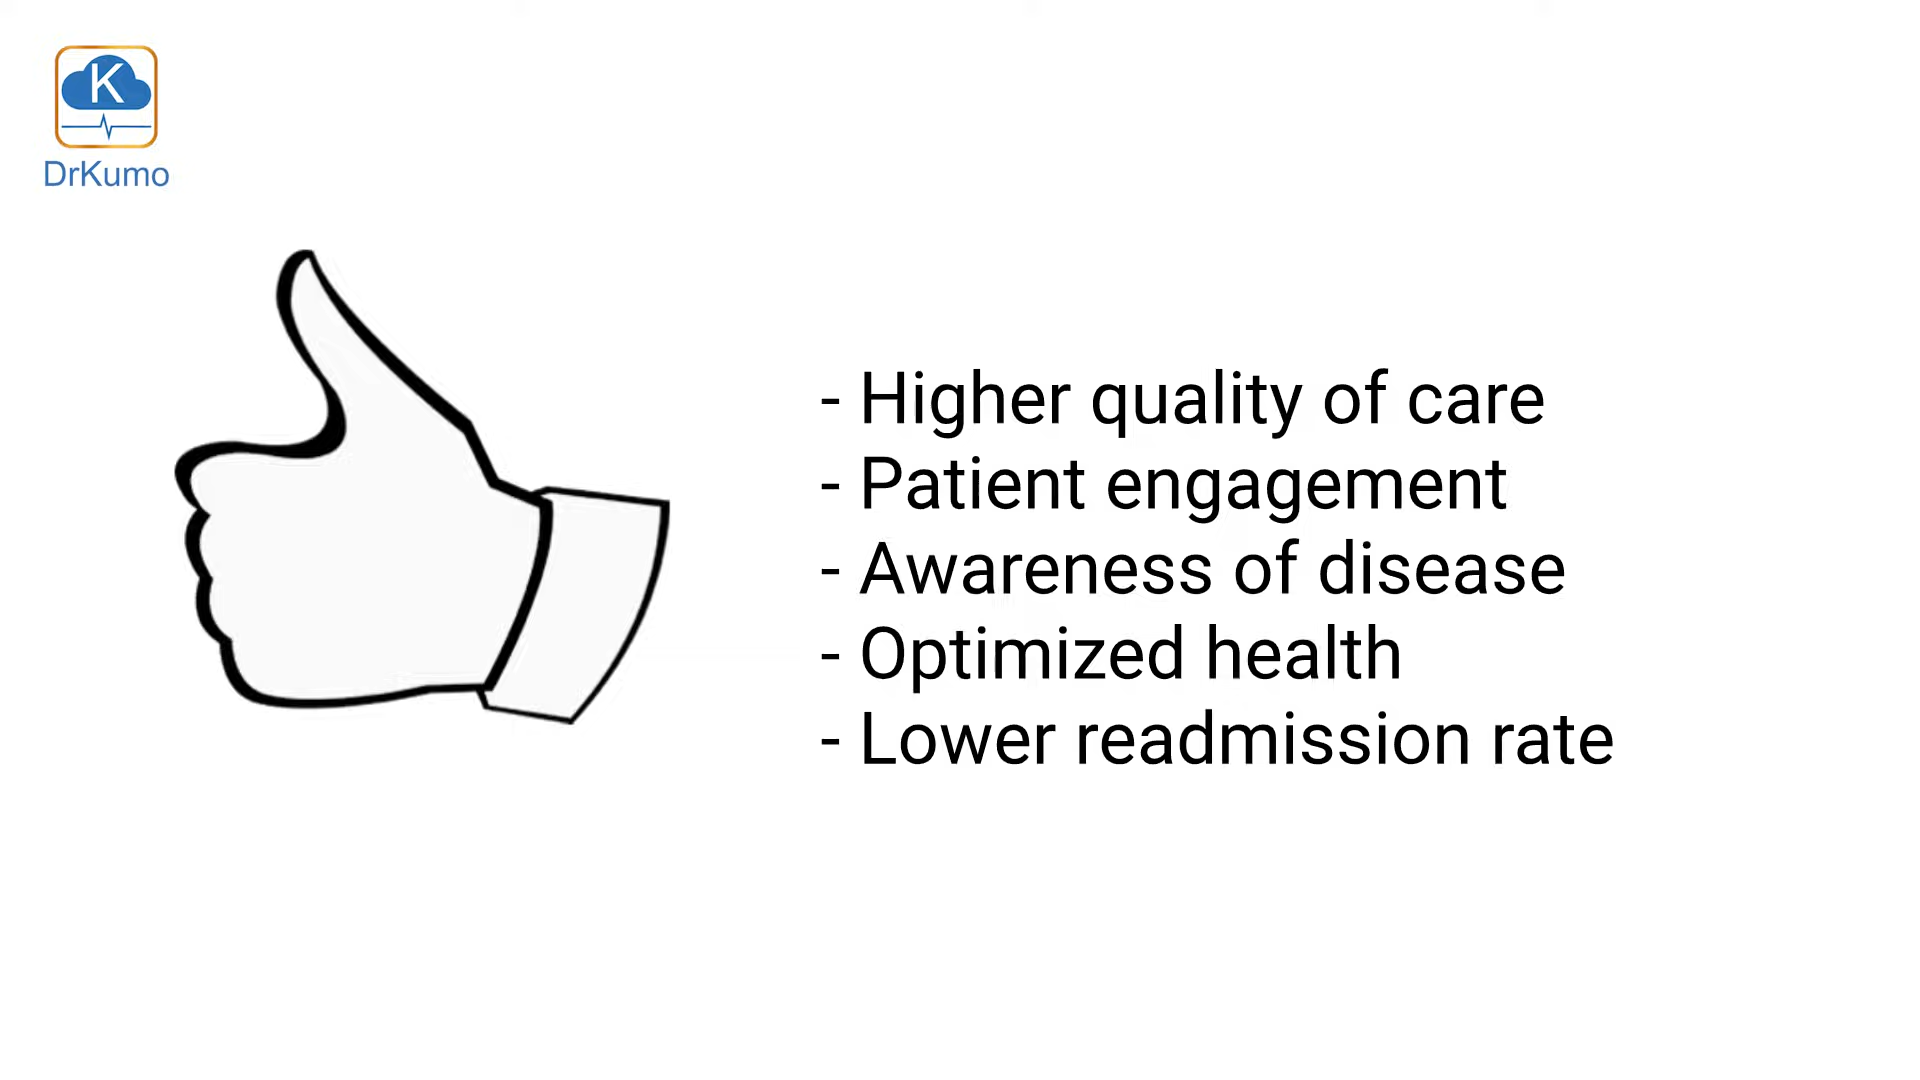 K
DrKumo
- Higher quality of care
- Patient engagement
- Awareness of disease
- Optimized health
- Lower readmission rate